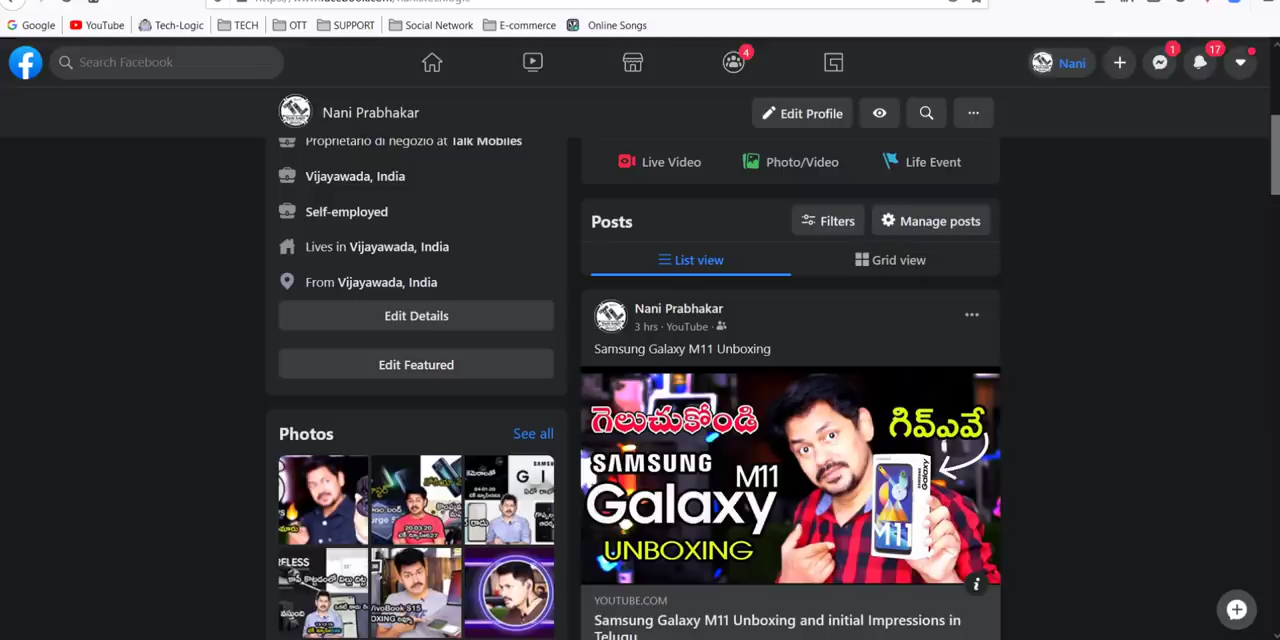 Google
YouTube
Tech-Logic
TECH
OTT
SUPPORT
Social Network
E-commerce
Online Songs
Search Facebook
4
Nani
1
17
Nani Prabhakar
Edit Profile
Proprietario di negozio at Talk Mobiles
Vijayawada, India
Self-employed
Lives in Vijayawada, India
From Vijayawada, India
Edit Details
Edit Featured
Photos
See all
Live Video
Photo/Video
Life Event
Posts
Filters
Manage posts
List view
Grid view
Nani Prabhakar
3 hrs · YouTube ·
Samsung Galaxy M11 Unboxing
గెలుచుకోండి
గివ్ఎవే
SAMSUNG
M11
Galaxy
UNBOXING
YOUTUBE.COM
Samsung Galaxy M11 Unboxing and initial Impressions in
Telugu